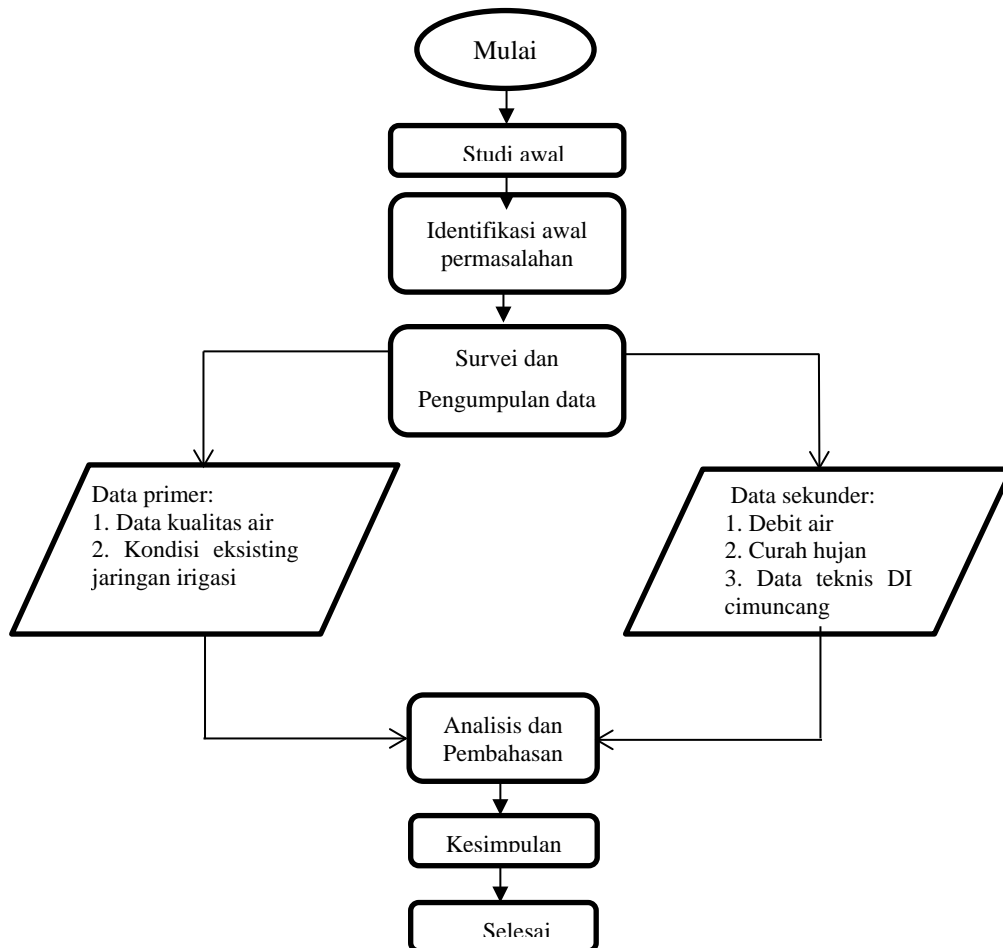 Mulai
Studi awal
Identifikasi awal
permasalahan
Survei dan
Pengumpulan data
Data primer:
1. Data kualitas air
2. Kondisi eksisting
jaringan irigasi
Data sekunder:
1. Debit air
2. Curah hujan
3. Data teknis DI
cimuncang
Analisis dan
Pembahasan
Kesimpulan
Selesai